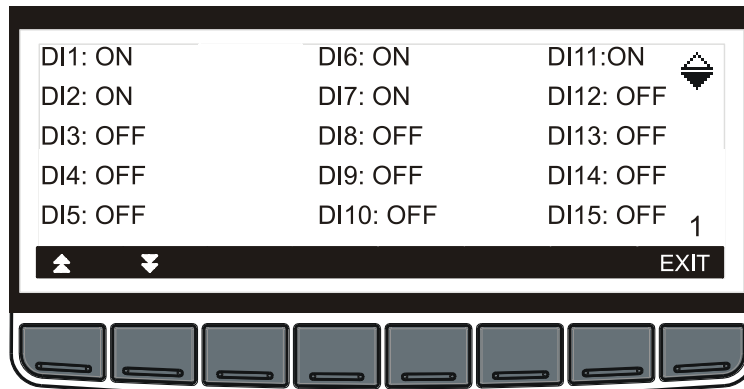 DI1: ON DI6: ON DI11:ON
DI2: ON DI7: ON DI12: OFF
DI3: OFF DI8: OFF DI13: OFF
DI4: OFF DI9: OFF DI14: OFF
DI5: OFF DI10: OFF DI15: OFF 1
EXIT